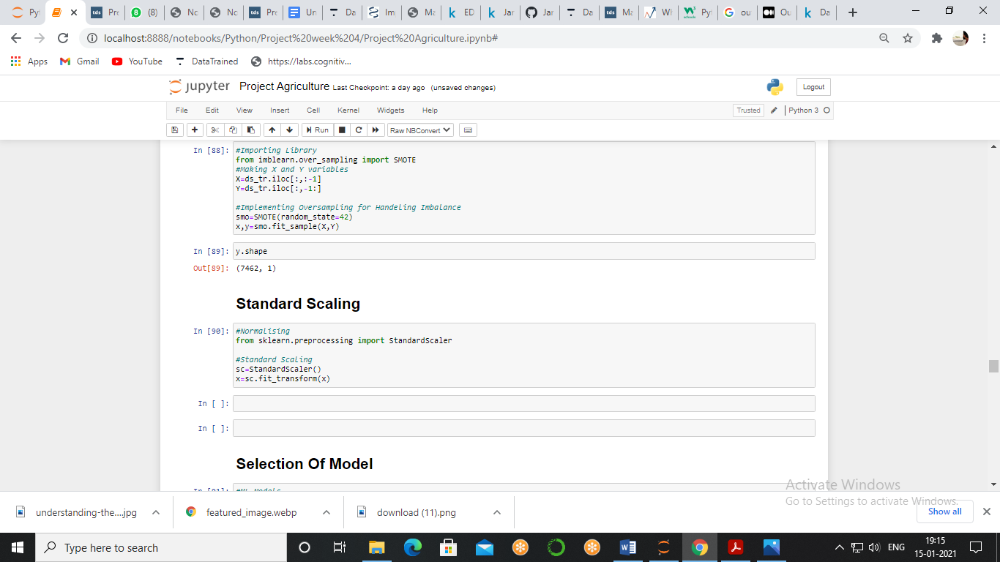 Py
Pre
(8)
Nc
Nc
Pre
Un
Da
Im
Ma
ED
Jar
Jar
Da
Ma
Wh
Pyt
ou
Ou
Da
localhost:8888/notebooks/Python/Project%20week%204/Project%20Agriculture.ipynb#
Apps Gmail YouTube DataTrained https://labs.cognitiv...
jupyter Project Agriculture Last Checkpoint: a day ago (unsaved changes) Logout
File Edit View Insert Cell Kernel Widgets Help Trusted Python 3
Run Raw NBConvert
In [88]: #Importing Library
from imblearn.over_sampling import SMOTE
#Making X and Y variables
X=ds_tr.iloc[:,:-1]
Y=ds_tr.iloc[:,-1:]
#Implementing Oversampling for Handeling Imbalance
smo=SMOTE(random_state=42)
x,y=smo.fit_sample(X,Y)
In [89]: y.shape
Out[89]: (7462, 1)
Standard Scaling
In [90]: #Normalising
from sklearn.preprocessing import StandardScaler
#Standard Scaling
sc=StandardScaler()
x=sc.fit_transform(x)
In [ ]:
In [ ]:
Selection Of Model
In [91]: #ML Models
Activate Windows
Go to Settings to activate Windows.
understanding-the....jpg featured_image.webp download (11).png Show all
Type here to search ENG 19:15
15-01-2021